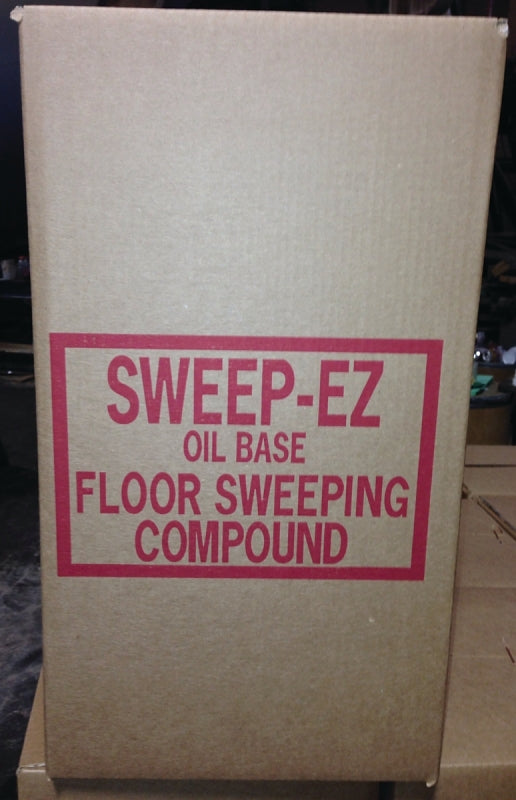 SWEEP-EZ
OIL BASE
FLOOR SWEEPING
COMPOUND